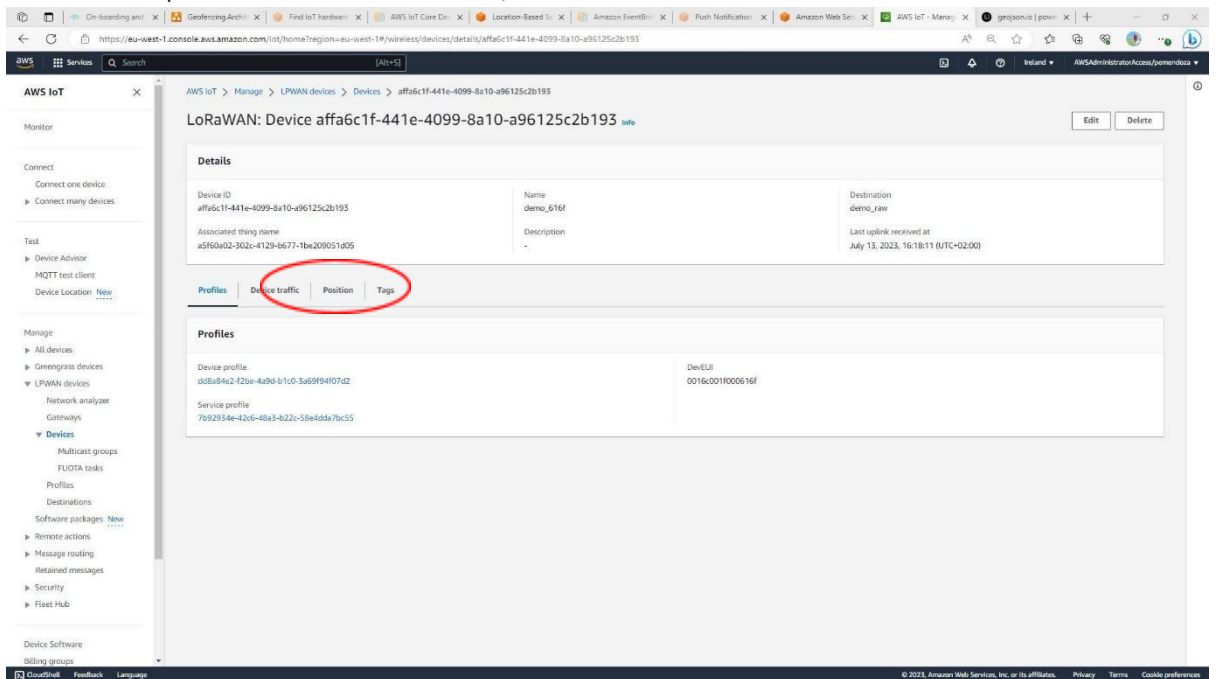 On-boarding and
Geofencing.Archit
Find IoT hardware
AWS IoT Core De
Location-Based Se
Amazon EventBri
Push Notification
Amazon Web Ser
AWS IoT - Manag
geojson.io | powe
https://eu-west-1.console.aws.amazon.com/iot/home?region=eu-west-1#/wireless/devices/details/affa6c1f-441e-4099-8a10-a96125c2b193
aws Services Search [Alt+S] Ireland AWSAdministratorAccess/pemendoza
AWS IoT
Monitor
Connect
Connect one device
Connect many devices
Test
Device Advisor
MQTT test client
Device Location New
Manage
All devices
Greengrass devices
LPWAN devices
Network analyzer
Gateways
Devices
Multicast groups
FUOTA tasks
Profiles
Destinations
Software packages New
Remote actions
Message routing
Retained messages
Security
Fleet Hub
Device Software
Billing groups
AWS IoT > Manage > LPWAN devices > Devices > affa6c1f-441e-4099-8a10-a96125c2b193
LoRaWAN: Device affa6c1f-441e-4099-8a10-a96125c2b193 Info
Edit Delete
Details
Device ID
affa6c1f-441e-4099-8a10-a96125c2b193
Associated thing name
a5f60a02-302c-4129-b677-1be209051d05
Name
demo_616f
Description
-
Destination
demo_raw
Last uplink received at
July 13, 2023, 16:18:11 (UTC+02:00)
Profiles Device traffic Position Tags
Profiles
Device profile
dd8a84e2-f2be-4a9d-b1c0-3a69f94f07d2
Service profile
7b92934e-42c6-48a3-b22c-58e4dda7bc55
DevEUI
0016c001f000616f
CloudShell Feedback Language © 2023, Amazon Web Services, Inc. or its affiliates. Privacy Terms Cookie preferences